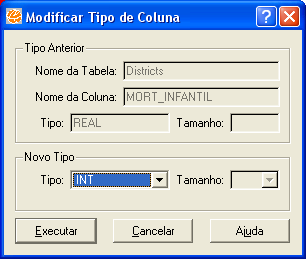 Modificar Tipo de Coluna
Tipo Anterior
Nome da Tabela: Districts
Nome da Coluna: MORT_INFANTIL
Tipo: REAL Tamanho:
Novo Tipo
Tipo: INT Tamanho:
Executar Cancelar Ajuda